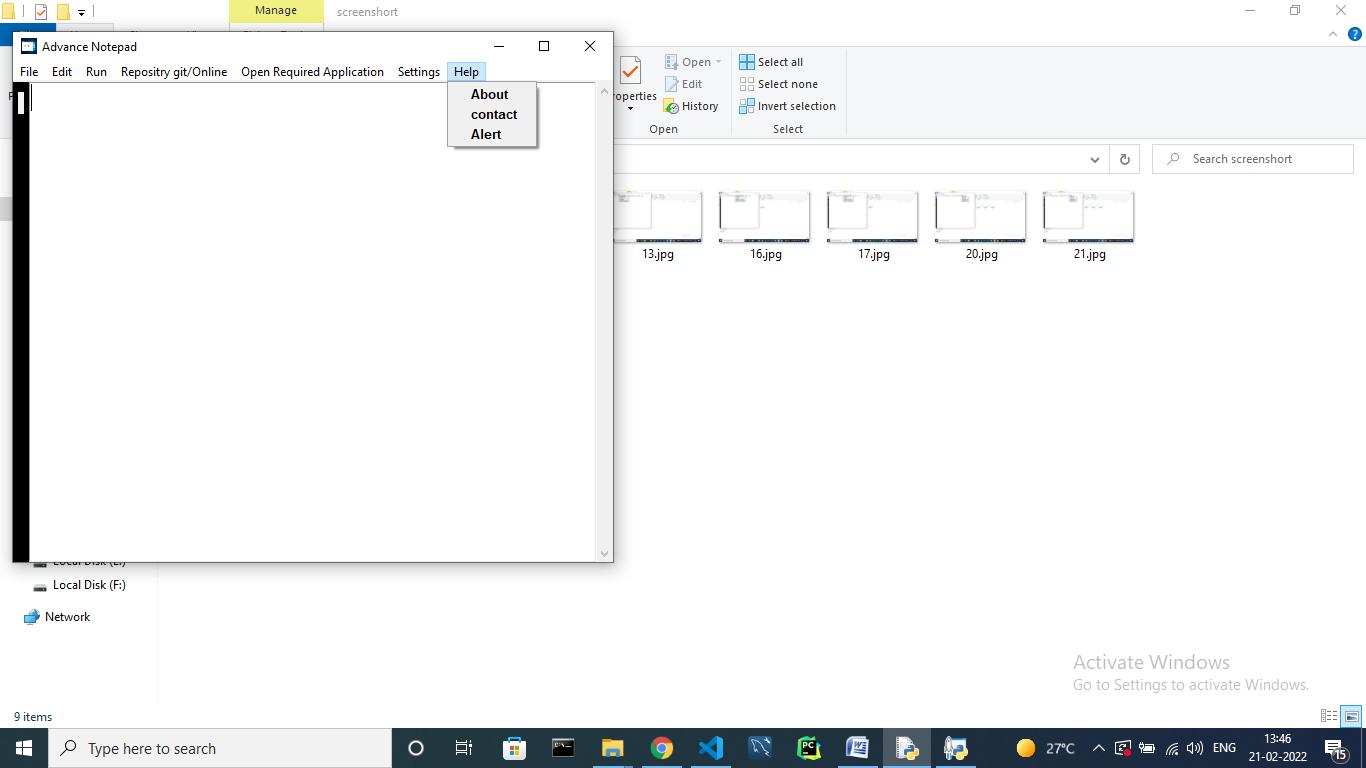 Manage
screenshort
Advance Notepad
File Edit Run Repositry git/Online Open Required Application Settings Help
About
contact
Alert
Open
Edit
History
Open
Select all
Select none
Invert selection
Select
Search screenshort
13.jpg 16.jpg 17.jpg 20.jpg 21.jpg
Local Disk (F:)
Network
Activate Windows
Go to Settings to activate Windows.
9 items
Type here to search
PC
27°C
ENG
13:46
21-02-2022
15